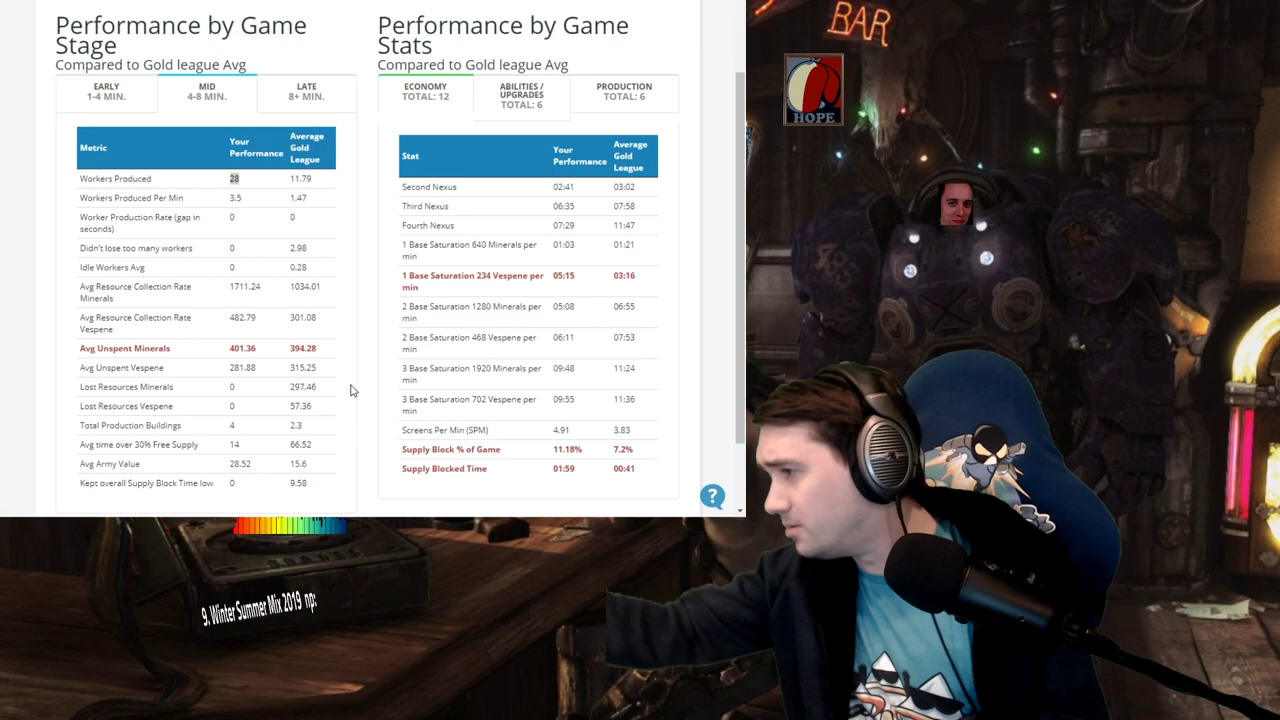 Performance by Game
Stage
Compared to Gold league Avg
EARLY
1-4 MIN.
MID
4-8 MIN.
LATE
8+ MIN.
Metric Your Performance Average Gold League
Workers Produced 28 11.79
Workers Produced Per Min 3.5 1.47
Worker Production Rate (gap in seconds) 0 0
Didn't lose too many workers 0 2.98
Idle Workers Avg 0 0.28
Avg Resource Collection Rate Minerals 1711.24 1034.01
Avg Resource Collection Rate Vespene 482.79 301.08
Avg Unspent Minerals 401.36 394.28
Avg Unspent Vespene 281.88 315.25
Lost Resources Minerals 0 297.46
Lost Resources Vespene 0 57.36
Total Production Buildings 4 2.3
Avg time over 30% Free Supply 14 66.52
Avg Army Value 28.52 15.6
Kept overall Supply Block Time low 0 9.58
Performance by Game
Stats
Compared to Gold league Avg
ECONOMY
TOTAL: 12
ABILITIES /
UPGRADES
TOTAL: 6
PRODUCTION
TOTAL: 6
Stat Your Performance Average Gold League
Second Nexus 02:41 03:02
Third Nexus 06:35 07:58
Fourth Nexus 07:29 11:47
1 Base Saturation 640 Minerals per min 01:03 01:21
1 Base Saturation 234 Vespene per min 05:15 03:16
2 Base Saturation 1280 Minerals per min 05:08 06:55
2 Base Saturation 468 Vespene per min 06:11 07:53
3 Base Saturation 1920 Minerals per min 09:48 11:24
3 Base Saturation 702 Vespene per min 09:55 11:36
Screens Per Min (SPM) 4.91 3.83
Supply Block % of Game 11.18% 7.2%
Supply Blocked Time 01:59 00:41
?
BAR
HOPE
9. Winter Summer Mix 2019 np: